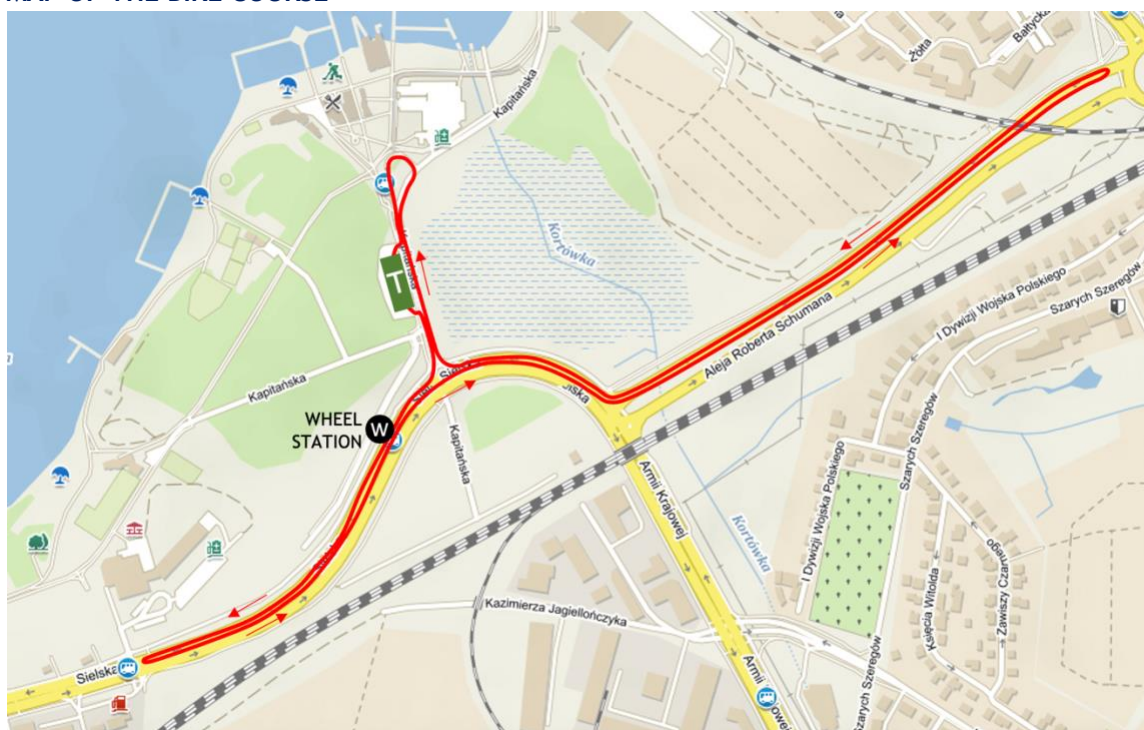 MAP OF THE BIKE COURSE
Bałtycka
Żółta
Kapitańska
Kortówka
Kapitańska
I Dywizji Wojska Polskiego
Szarych Szeregów
Aleja Roberta Schumana
T
Kapitańska
WHEEL
STATION
W
Kapitańska
Armii Krajowej
I Dywizji Wojska Polskiego
Szarych Szeregów
Kortówka
Zawiszy Czarnego
Księcia Witolda
Kazimierza Jagiellończyka
Sielska
Armii
Szarych Szeregów